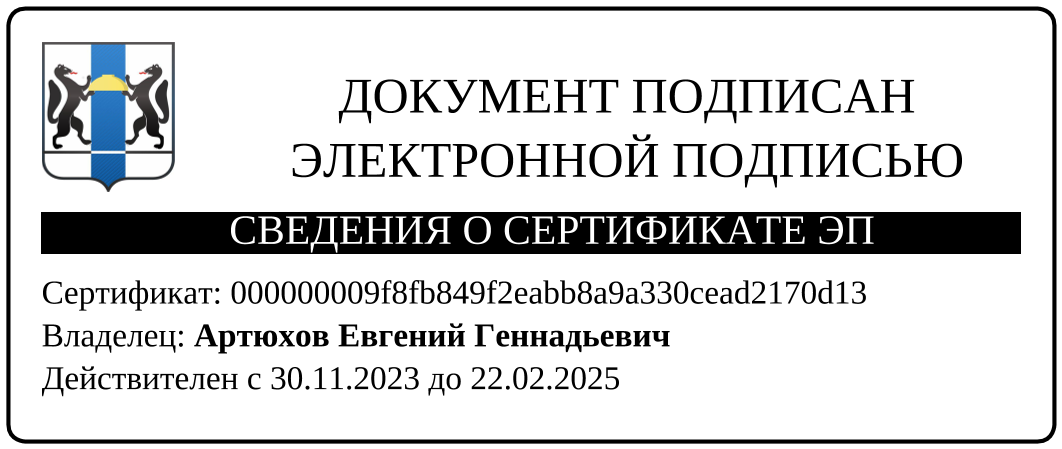 ДОКУМЕНТ ПОДПИСАН
ЭЛЕКТРОННОЙ ПОДПИСЬЮ
СВЕДЕНИЯ О СЕРТИФИКАТЕ ЭП
Сертификат: 000000009f8fb849f2eabb8a9a330cead2170d13
Владелец: Артюхов Евгений Геннадьевич
Действителен с 30.11.2023 до 22.02.2025